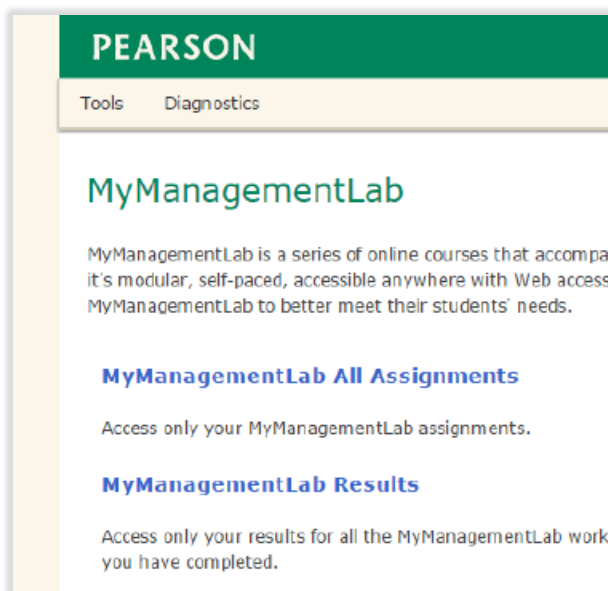 PEARSON
Tools Diagnostics
MyManagementLab
MyManagementLab is a series of online courses that accompa
it's modular, self-paced, accessible anywhere with Web access
MyManagementLab to better meet their students' needs.
MyManagementLab All Assignments
Access only your MyManagementLab assignments.
MyManagementLab Results
Access only your results for all the MyManagementLab work
you have completed.